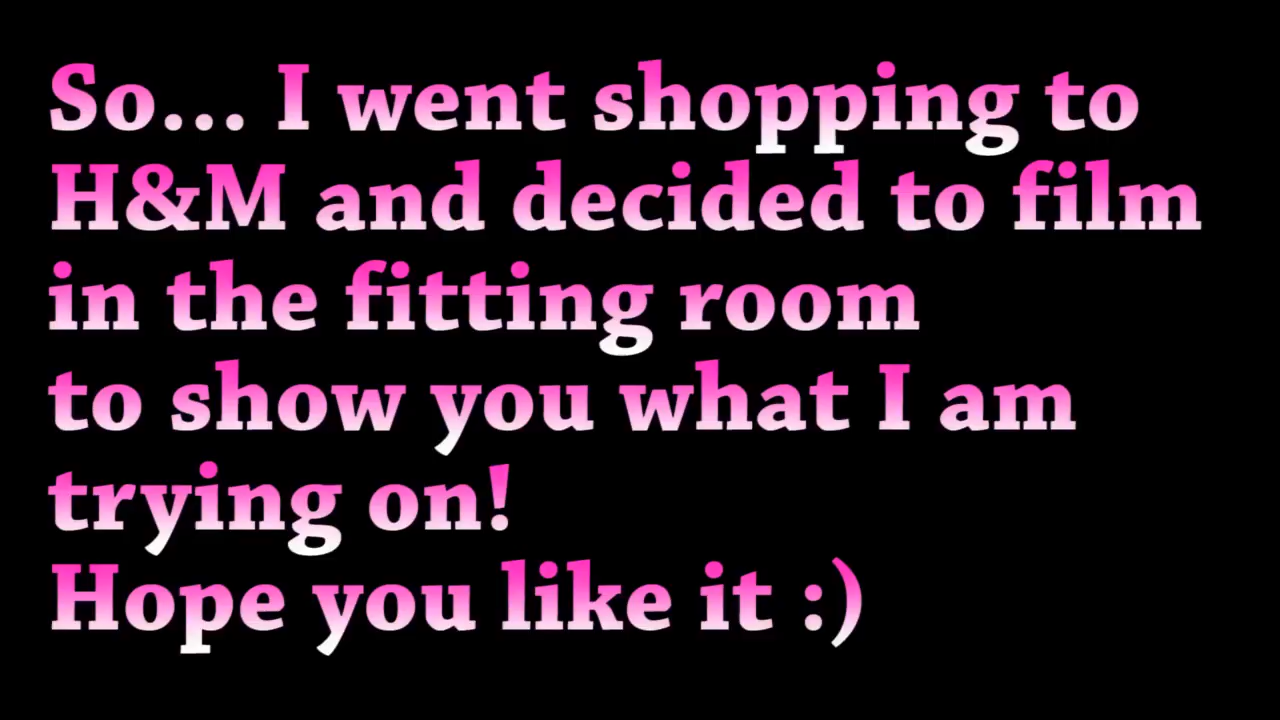 So... I went shopping to
H&M and decided to film
in the fitting room
to show you what I am
trying on!
Hope you like it :)